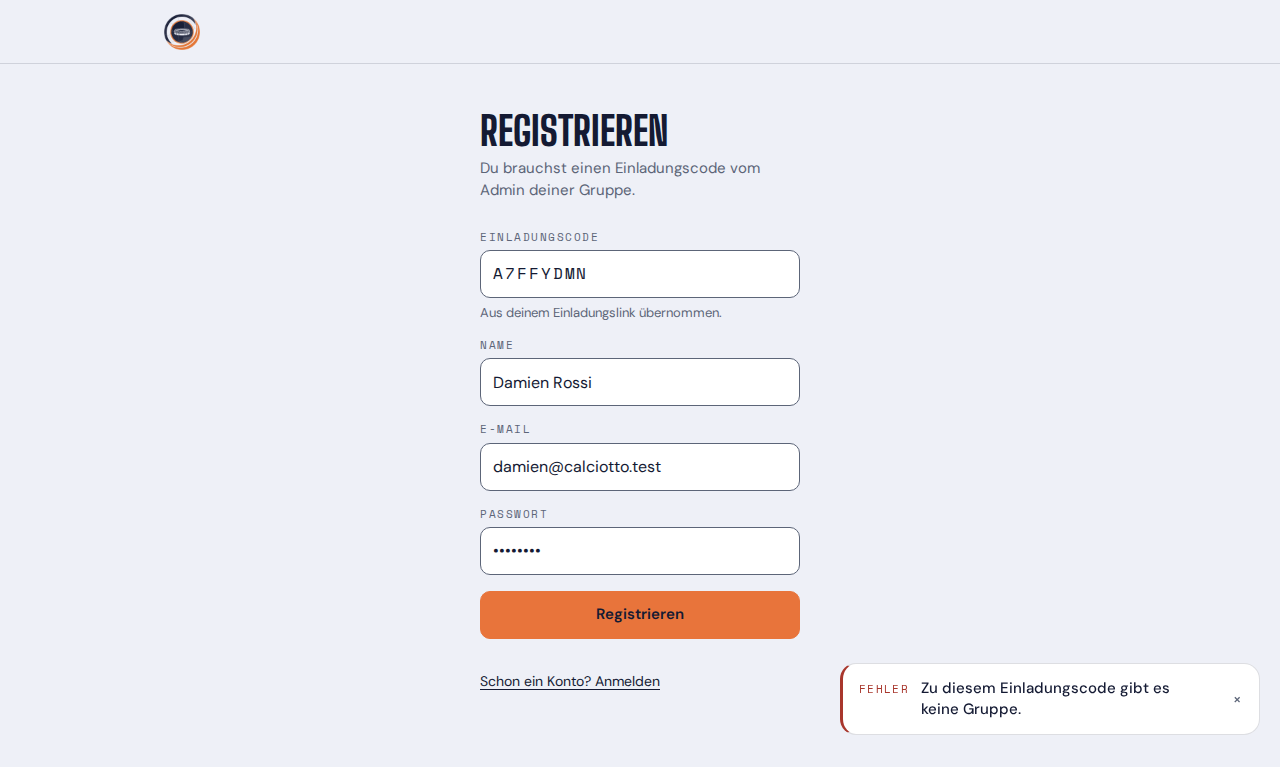 REGISTRIEREN
Du brauchst einen Einladungscode vom
Admin deiner Gruppe.
EINLADUNGSCODE
A7FFYDMN
Aus deinem Einladungslink übernommen.
NAME
Damien Rossi
E-MAIL
damien@calciotto.test
PASSWORT
••••••••
Registrieren
Schon ein Konto? Anmelden
FEHLER Zu diesem Einladungscode gibt es
keine Gruppe.
×